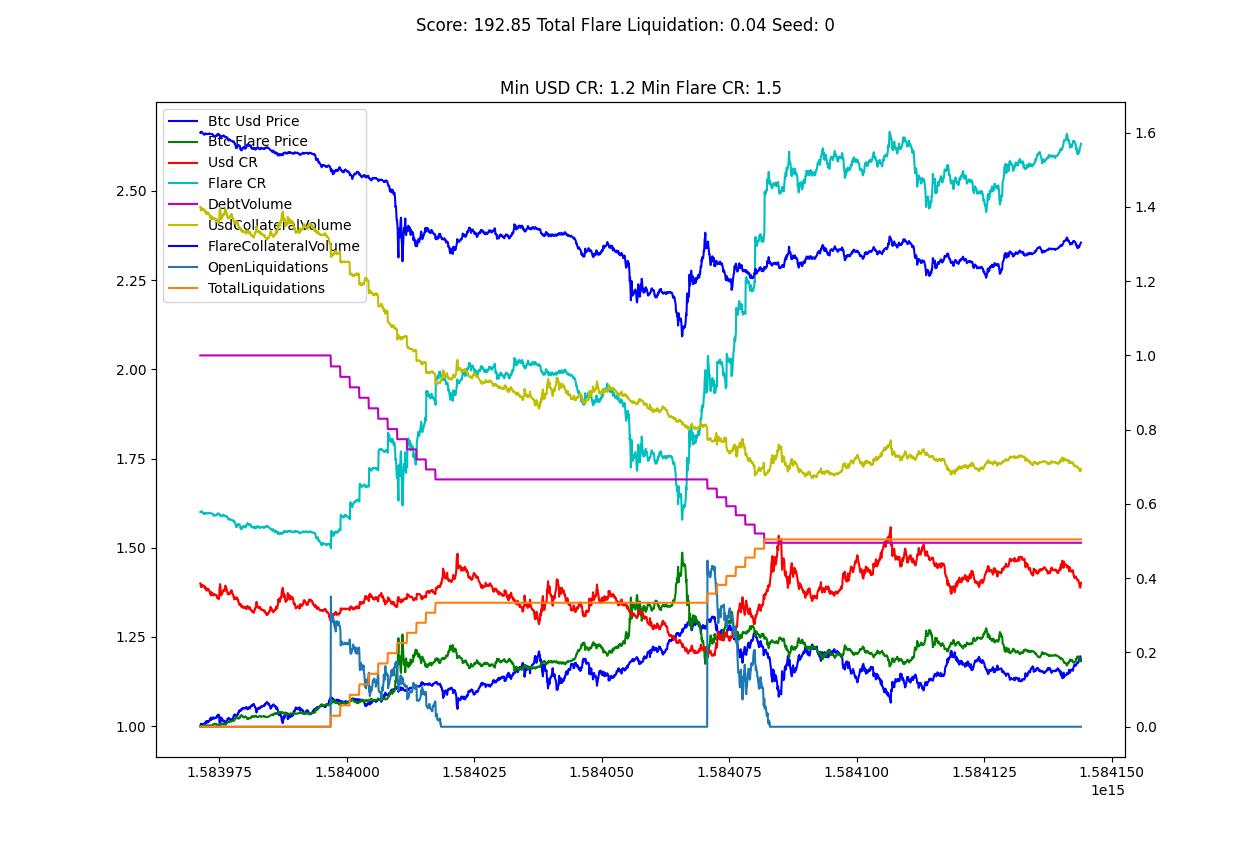 Score: 192.85 Total Flare Liquidation: 0.04 Seed: 0
Min USD CR: 1.2 Min Flare CR: 1.5
Btc Usd Price
Btc Flare Price
Usd CR
Flare CR
DebtVolume
UsdCollateralVolume
FlareCollateralVolume
OpenLiquidations
TotalLiquidations
2.50
2.25
2.00
1.75
1.50
1.25
1.00
1.6
1.4
1.2
1.0
0.8
0.6
0.4
0.2
0.0
1.583975 1.584000 1.584025 1.584050 1.584075 1.584100 1.584125 1.584150
1e15